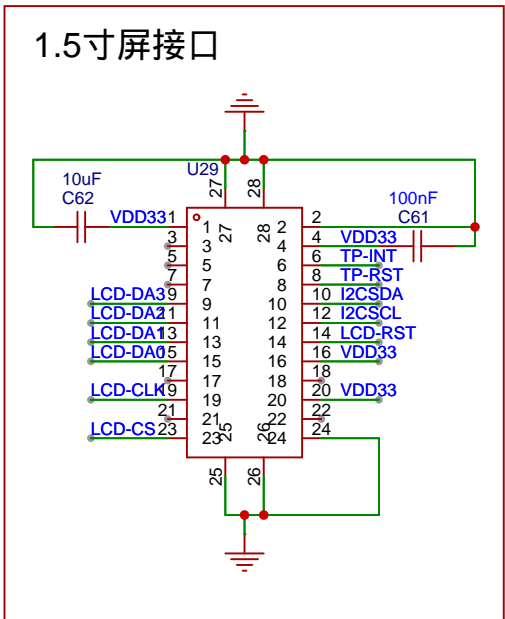 1.5寸屏接口
U29
27
28
10uF
C62
100nF
C61
VDD33 1 1 27 28 2 2
3 3 4 4 VDD33
5 5 6 6 TP-INT
7 7 8 8 TP-RST
LCD-DA3 9 9 10 10 I2CSDA
LCD-DA2 11 11 12 12 I2CSCL
LCD-DA1 13 13 14 14 LCD-RST
LCD-DA0 15 15 16 16 VDD33
17 17 18 18
LCD-CLK 19 19 20 20 VDD33
21 21 22 22
LCD-CS 23 23 25 26 24 24
25
26